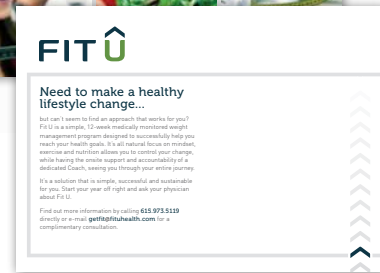 FIT U
Need to make a healthy
lifestyle change...
but can't seem to find an approach that works for you?
Fit U is a simple, 12-week medically monitored weight
management program designed to successfully help you
reach your health goals. It's all natural focus on mindset,
exercise and nutrition allows you to control your change,
while having the onsite support and accountability of a
dedicated Coach, seeing you through your entire journey.
It's a solution that is simple, successful and sustainable
for you. Start your year off right and ask your physician
about Fit U.
Find out more information by calling 615.973.5119
directly or e-mail getfit@fituhealth.com for a
complimentary consultation.